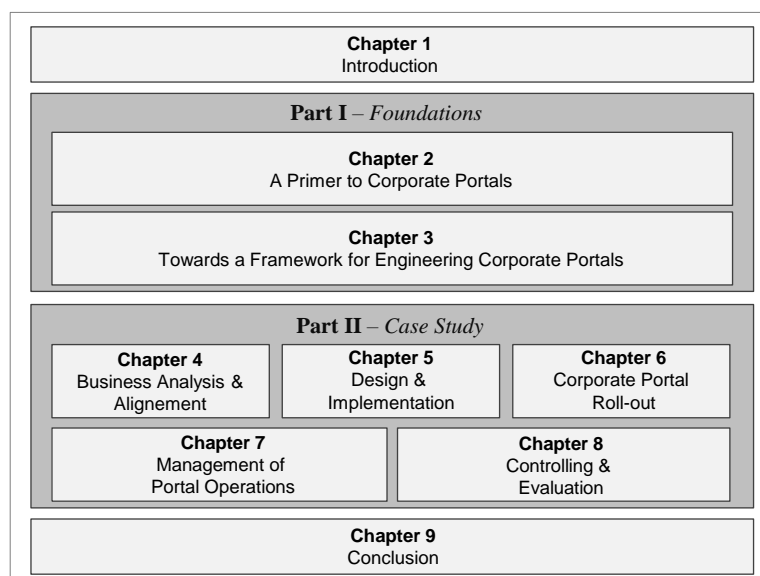 Chapter 1
Introduction
Part I – Foundations
Chapter 2
A Primer to Corporate Portals
Chapter 3
Towards a Framework for Engineering Corporate Portals
Part II – Case Study
Chapter 4
Business Analysis &
Alignement
Chapter 5
Design &
Implementation
Chapter 6
Corporate Portal
Roll-out
Chapter 7
Management of
Portal Operations
Chapter 8
Controlling &
Evaluation
Chapter 9
Conclusion